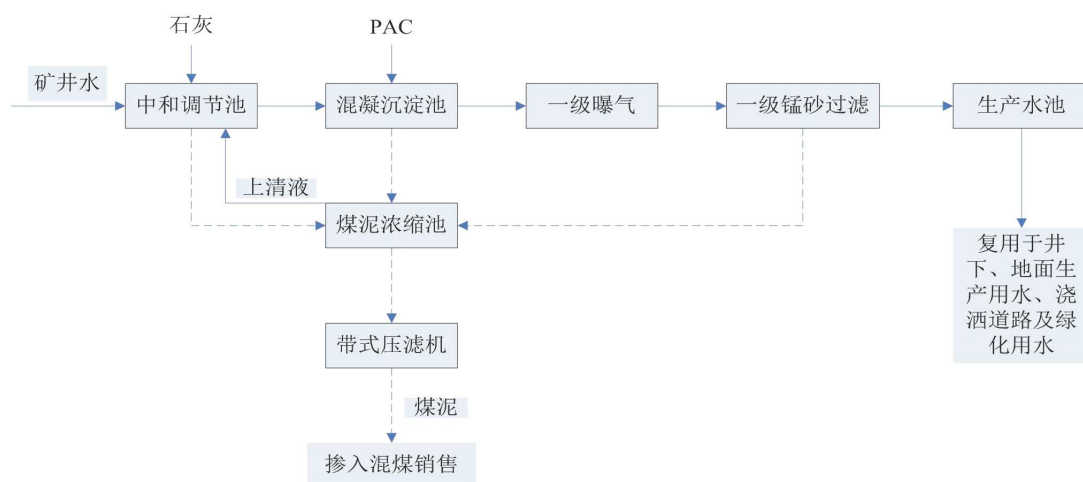 石灰
PAC
矿井水
中和调节池
混凝沉淀池
一级曝气
一级锰砂过滤
生产水池
上清液
煤泥浓缩池
复用于井
下、地面生
产用水、浇
洒道路及绿
化用水
带式压滤机
煤泥
掺入混煤销售